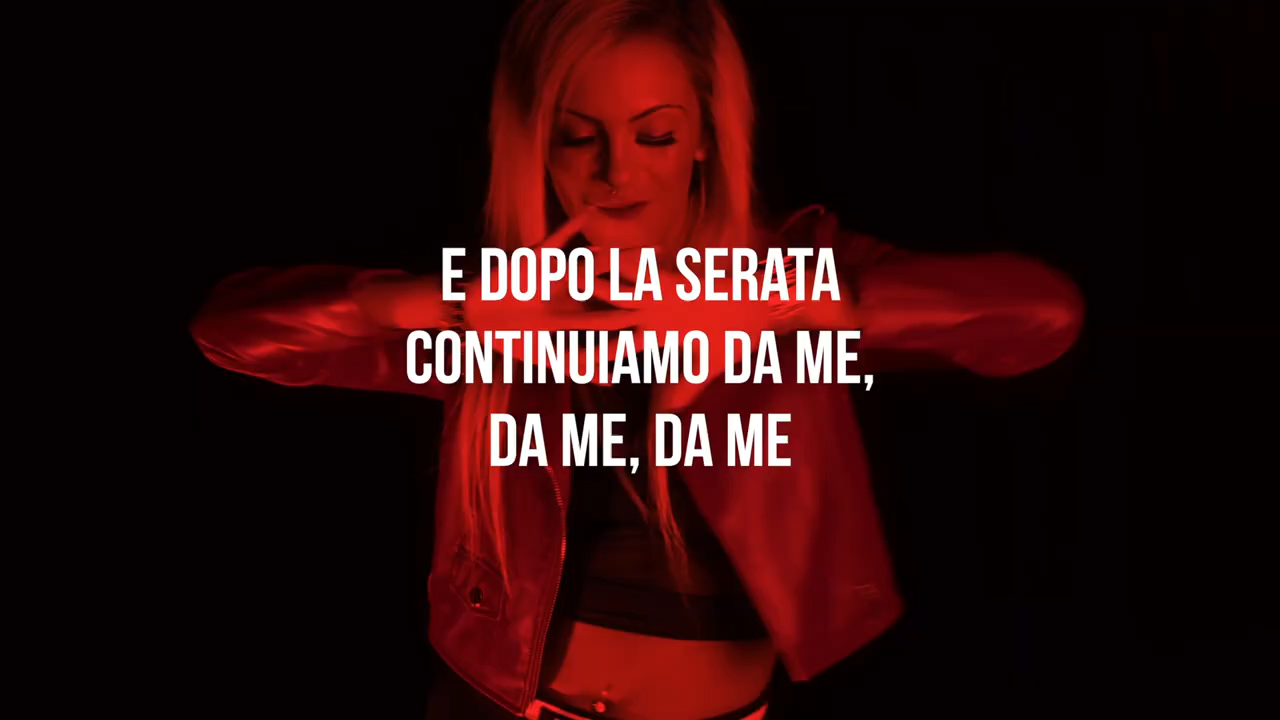 E DOPO LA SERATA
CONTINUIAMO DA ME,
DA ME, DA ME